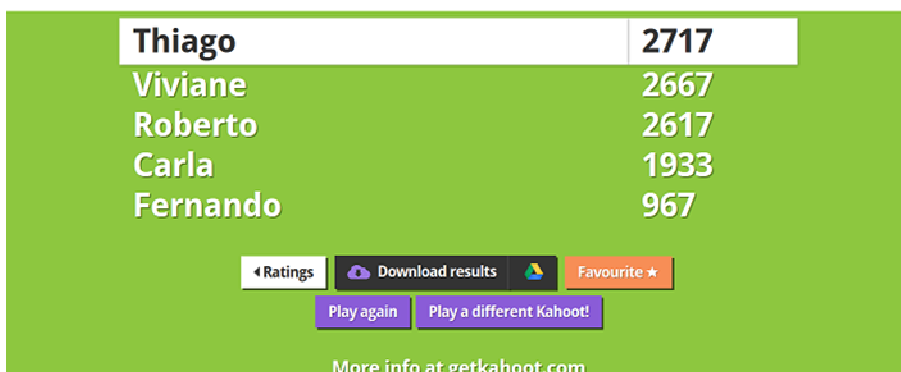 Thiago 2717
Viviane 2667
Roberto 2617
Carla 1933
Fernando 967
Ratings Download results Favourite ★
Play again Play a different Kahoot!
More info at getkahoot.com